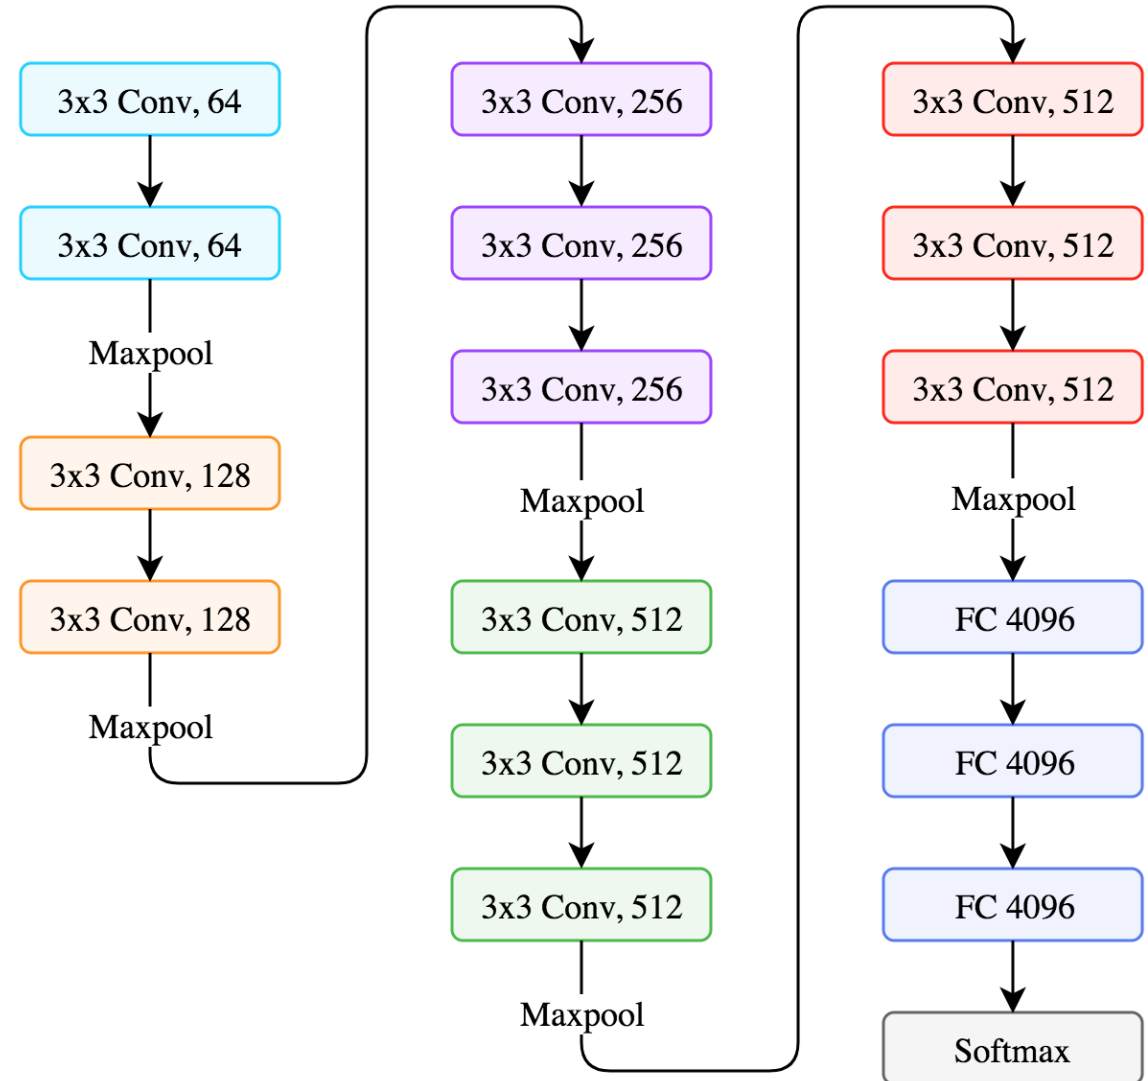 3x3 Conv, 64
3x3 Conv, 64
Maxpool
3x3 Conv, 128
3x3 Conv, 128
Maxpool
3x3 Conv, 256
3x3 Conv, 256
3x3 Conv, 256
Maxpool
3x3 Conv, 512
3x3 Conv, 512
3x3 Conv, 512
Maxpool
3x3 Conv, 512
3x3 Conv, 512
3x3 Conv, 512
Maxpool
FC 4096
FC 4096
FC 4096
Softmax